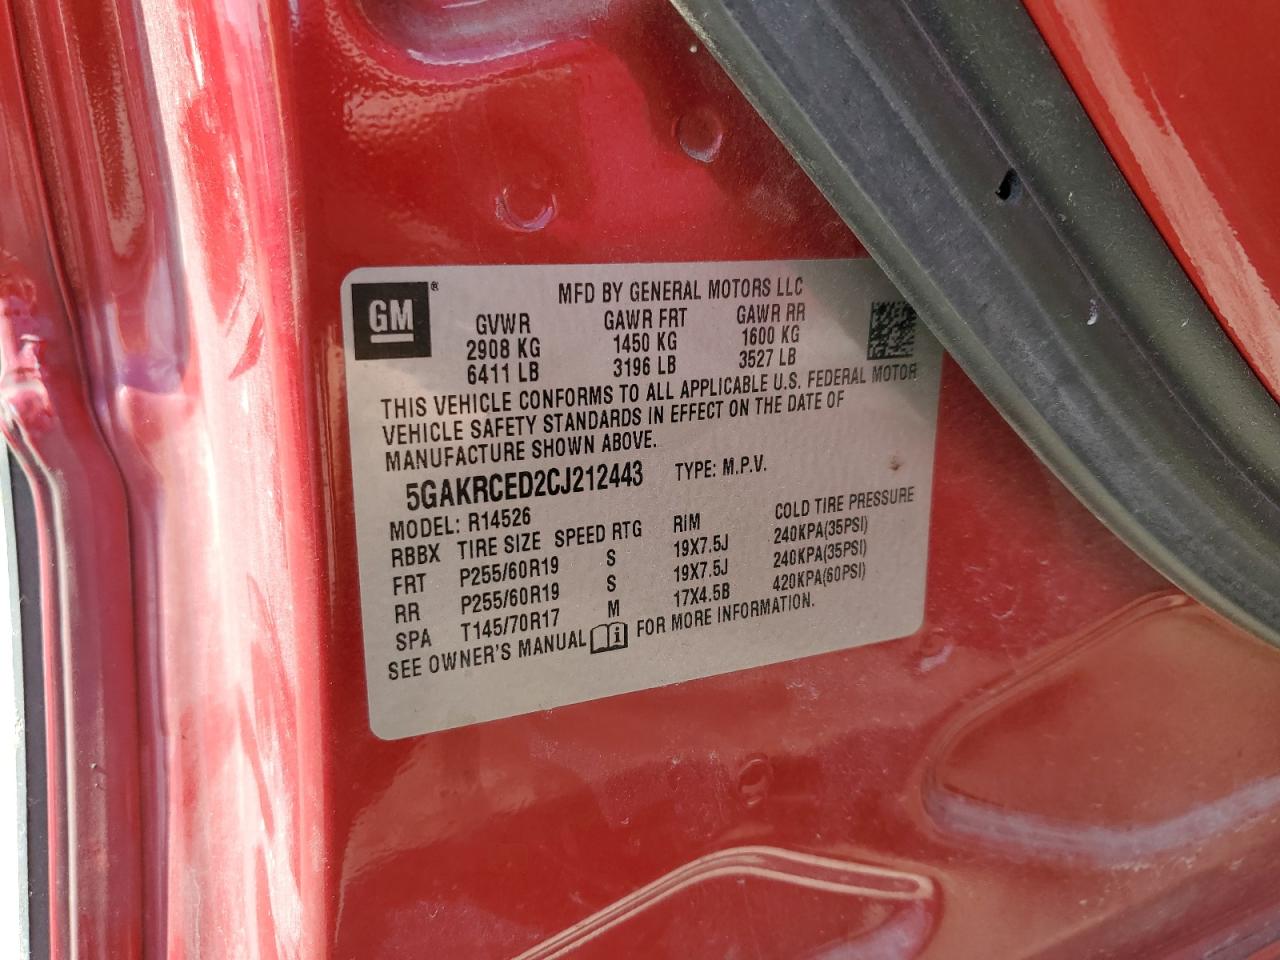 GM®
MFD BY GENERAL MOTORS LLC
GVWR GAWR FRT GAWR RR
2908 KG 1450 KG 1600 KG
6411 LB 3196 LB 3527 LB
THIS VEHICLE CONFORMS TO ALL APPLICABLE U.S. FEDERAL MOTOR
VEHICLE SAFETY STANDARDS IN EFFECT ON THE DATE OF
MANUFACTURE SHOWN ABOVE.
5GAKRCED2CJ212443 TYPE: M.P.V.
MODEL: R14526
RBBX TIRE SIZE SPEED RTG RIM COLD TIRE PRESSURE
FRT P255/60R19 S 19X7.5J 240KPA(35PSI)
RR P255/60R19 S 19X7.5J 240KPA(35PSI)
SPA T145/70R17 M 17X4.5B 420KPA(60PSI)
SEE OWNER'S MANUAL FOR MORE INFORMATION.